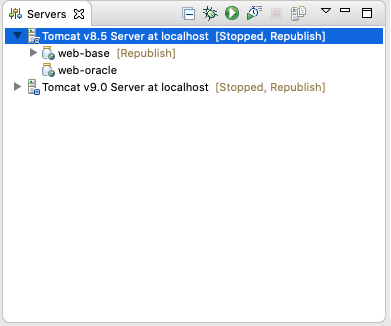 Servers
Tomcat v8.5 Server at localhost [Stopped, Republish]
web-base [Republish]
web-oracle
Tomcat v9.0 Server at localhost [Stopped, Republish]